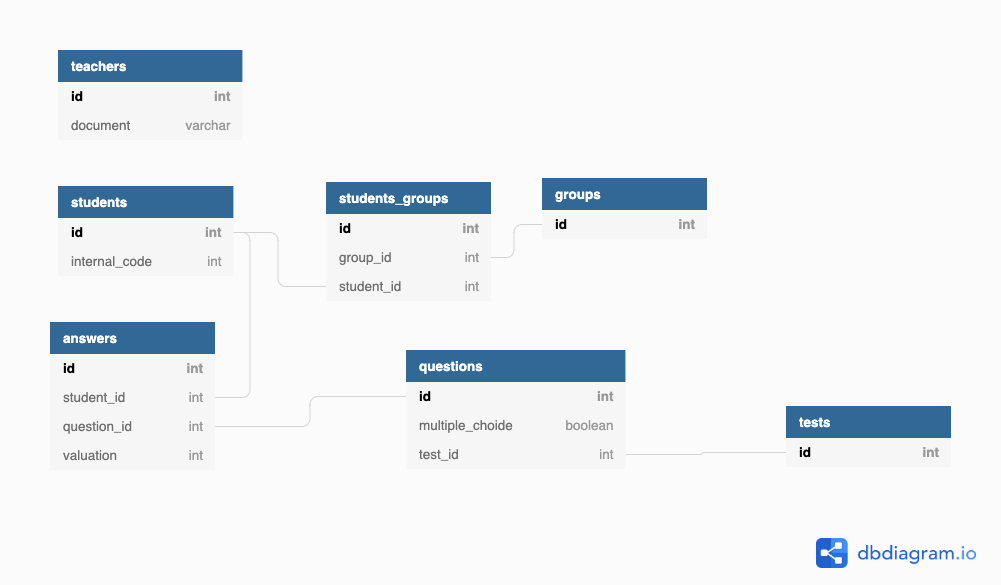 teachers
id int
document varchar
students
id int
internal_code int
students_groups
id int
group_id int
student_id int
groups
id int
answers
id int
student_id int
question_id int
valuation int
questions
id int
multiple_choide boolean
test_id int
tests
id int
dbdiagram.io